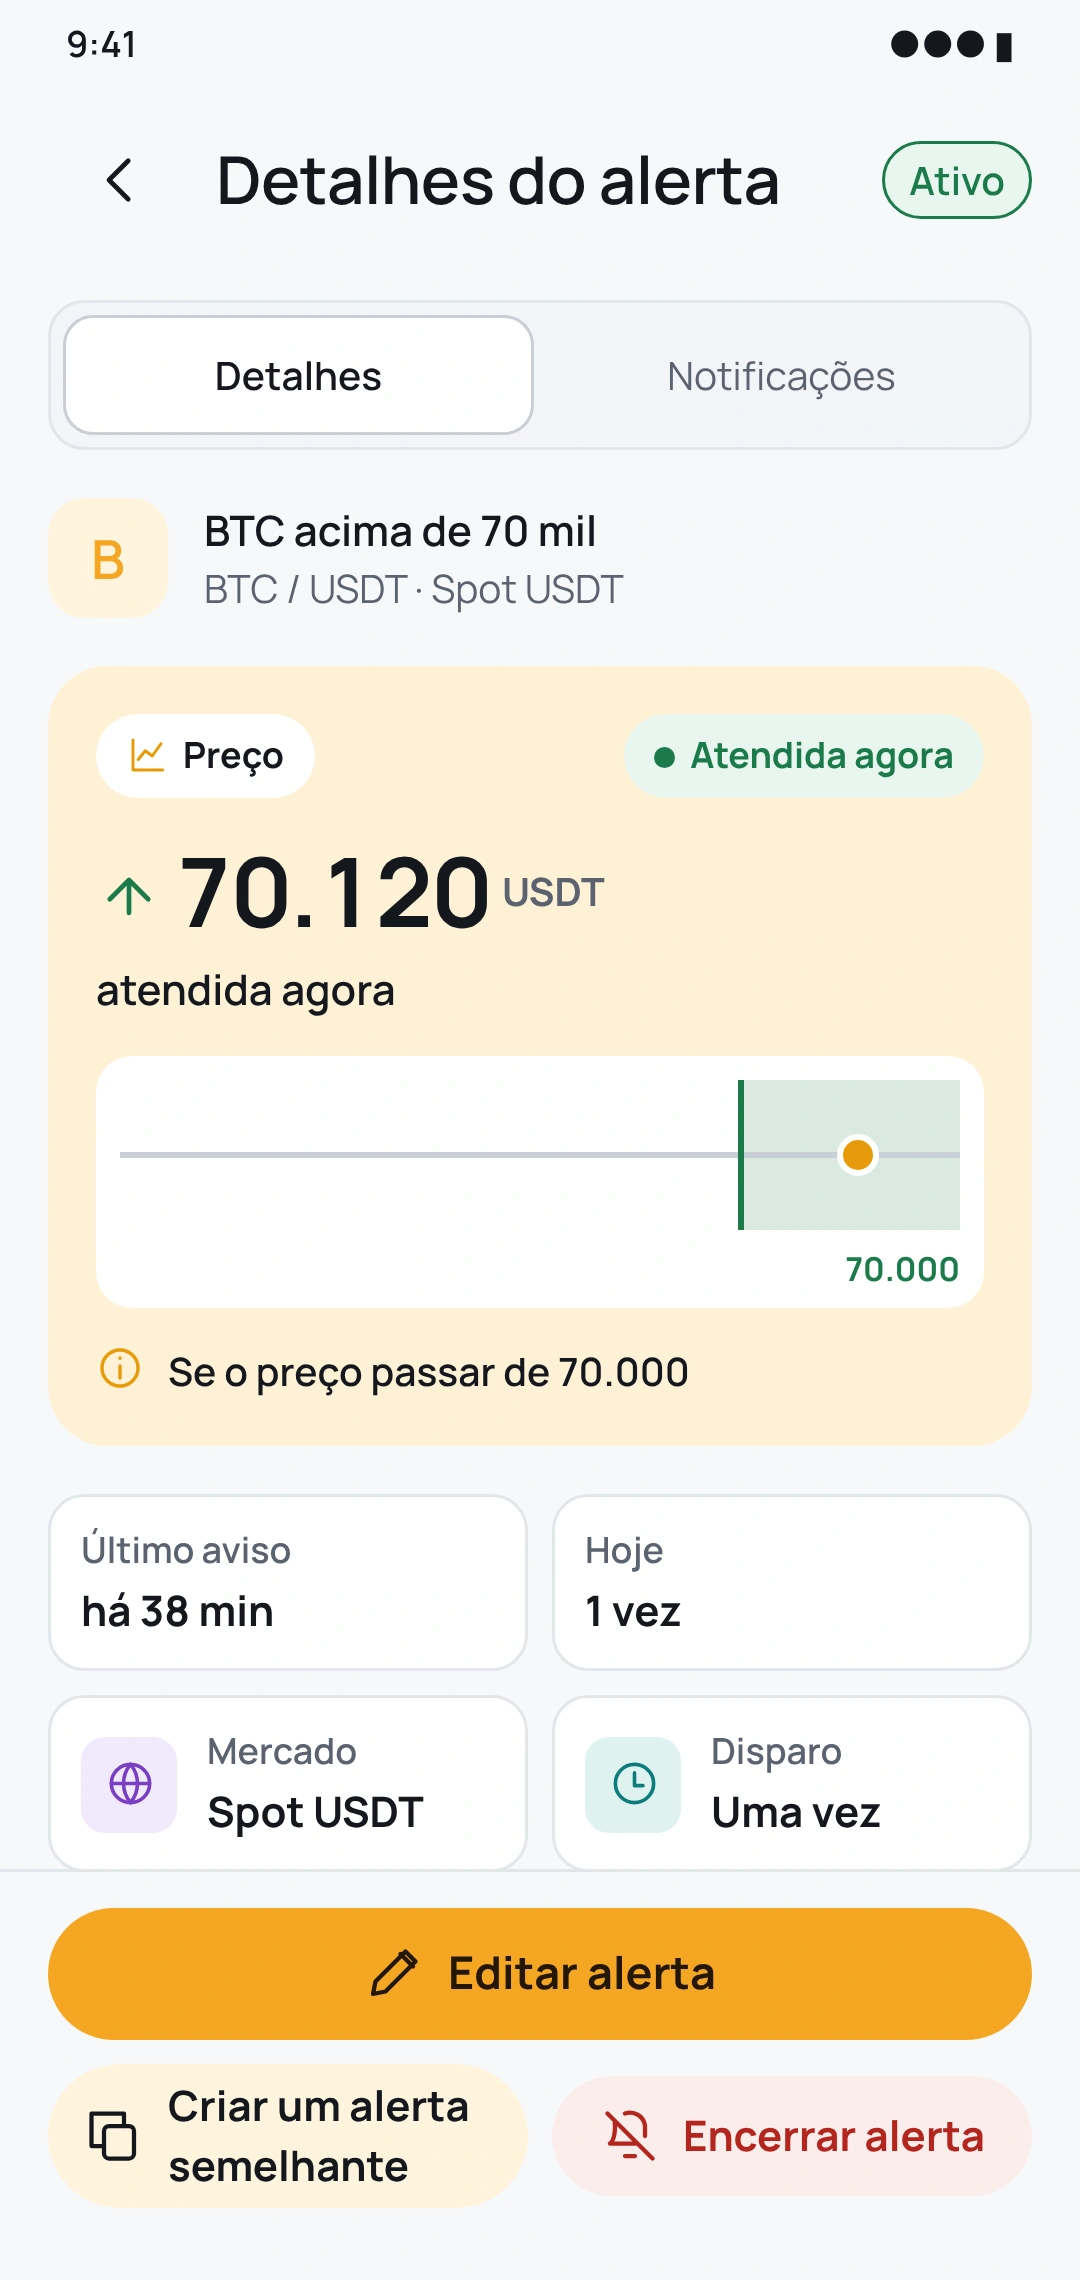 9:41
Detalhes do alerta
Ativo
Detalhes
Notificações
B
BTC acima de 70 mil
BTC / USDT · Spot USDT
Preço
Atendida agora
70.120 USDT
atendida agora
70.000
Se o preço passar de 70.000
Último aviso
há 38 min
Hoje
1 vez
Mercado
Spot USDT
Disparo
Uma vez
Editar alerta
Criar um alerta
semelhante
Encerrar alerta